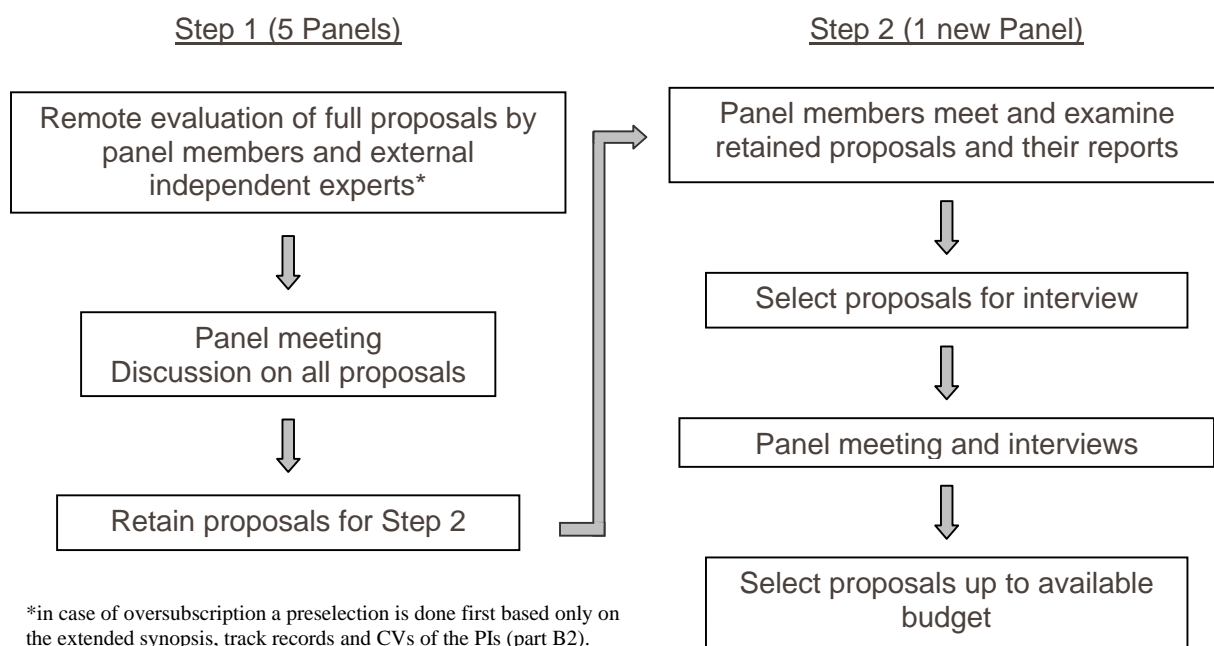 Step 1 (5 Panels)
Remote evaluation of full proposals by
panel members and external
independent experts*
Panel meeting
Discussion on all proposals
Retain proposals for Step 2
*in case of oversubscription a preselection is done first based only on
the extended synopsis, track records and CVs of the PIs (part B2).
Step 2 (1 new Panel)
Panel members meet and examine
retained proposals and their reports
Select proposals for interview
Panel meeting and interviews
Select proposals up to available
budget